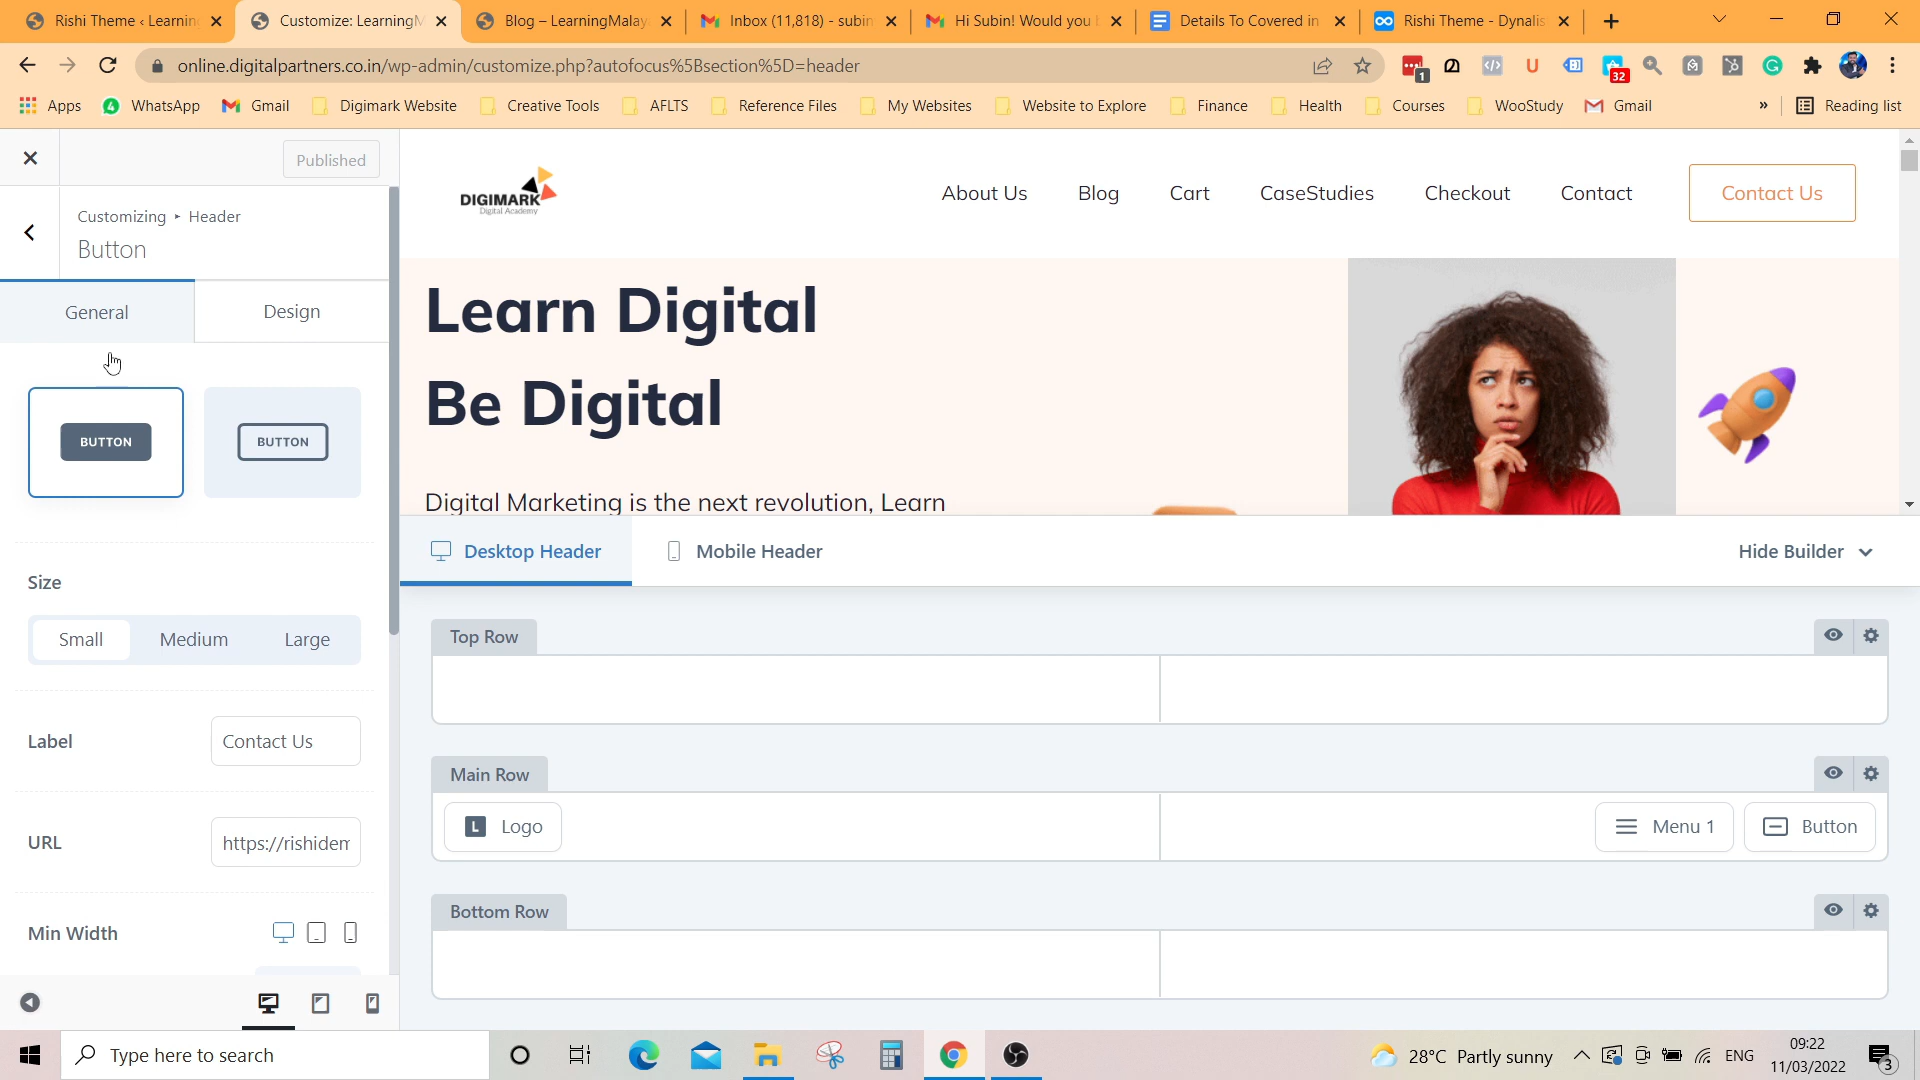 Rishi Theme ‹ Learnin
Customize: LearningM
Blog – LearningMalay
Inbox (11,818) - subin
Hi Subin! Would you
Details To Covered in
Rishi Theme - Dynalis
online.digitalpartners.co.in/wp-admin/customize.php?autofocus%5Bsection%5D=header
1
32
Apps
WhatsApp
Gmail
Digimark Website
Creative Tools
AFLTS
Reference Files
My Websites
Website to Explore
Finance
Health
Courses
WooStudy
Gmail
»
Reading list
Published
Customizing ▸ Header
Button
General
Design
BUTTON
BUTTON
Size
Small
Medium
Large
Label
Contact Us
URL
https://rishidem
Min Width
DIGIMARK
Digital Academy
About Us
Blog
Cart
CaseStudies
Checkout
Contact
Contact Us
Learn Digital
Be Digital
Digital Marketing is the next revolution, Learn
Desktop Header
Mobile Header
Hide Builder
Top Row
Main Row
L
Logo
Menu 1
Button
Bottom Row
Type here to search
28°C Partly sunny
ENG
09:22
11/03/2022
3